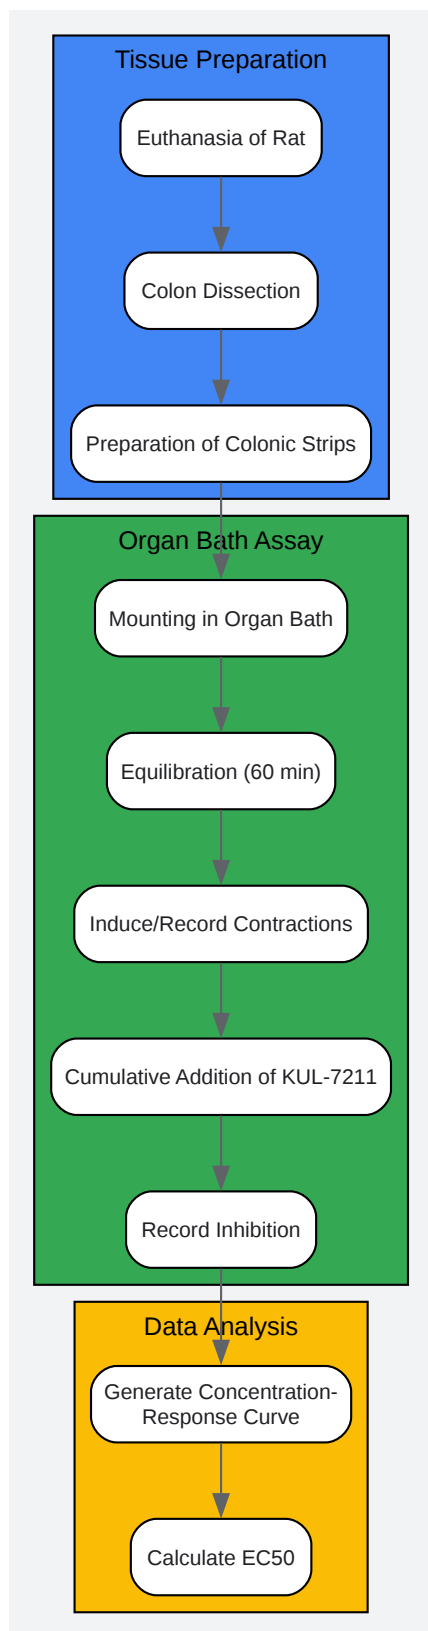 Tissue Preparation
Euthanasia of Rat
Colon Dissection
Preparation of Colonic Strips
Organ Bath Assay
Mounting in Organ Bath
Equilibration (60 min)
Induce/Record Contractions
Cumulative Addition of KUL-7211
Record Inhibition
Data Analysis
Generate Concentration-
Response Curve
Calculate EC50